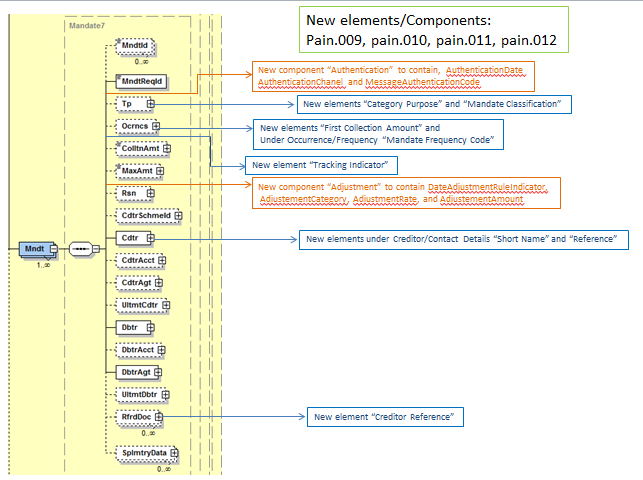 New elements/Components:
Pain.009, pain.010, pain.011, pain.012
Mandate7
MndtId
0..∞
MndtReqId
New component “Authentication” to contain, AuthenticationDate
AuthenticationChanel and MessageAuthenticationCode
Tp
New elements “Category Purpose” and “Mandate Classification”
Ocrncs
New elements “First Collection Amount” and
Under Occurrence/Frequency “Mandate Frequency Code”
ColltnAmt
New element “Tracking Indicator”
MaxAmt
Rsn
New component “Adjustment” to contain DateAdjustmentRuleIndicator,
AdjustementCategory, AdjustmentRate, and AdjustementAmount
CdtrSchmeId
Cdtr
New elements under Creditor/Contact Details “Short Name” and “Reference”
Mndt
1..∞
CdtrAcct
CdtrAgt
UltmtCdtr
Dbtr
DbtrAcct
DbtrAgt
UltmtDbtr
RfrdDoc
New element “Creditor Reference”
0..∞
SplmtryData
0..∞